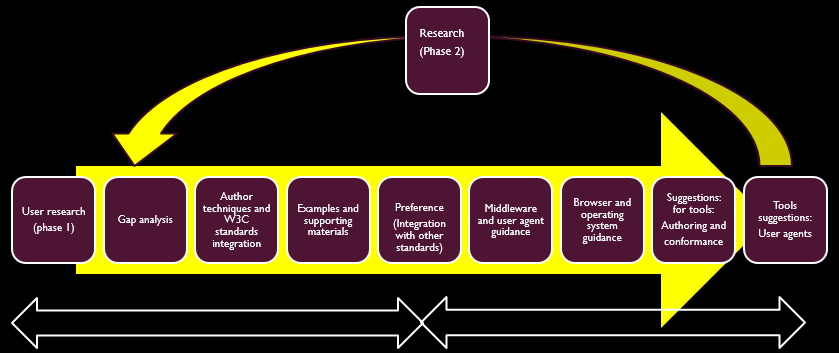 Research
(Phase 2)
User research
(phase 1)
Gap analysis
Author
techniques and
W3C
standards
integration
Examples and
supporting
materials
Preference
(Integration
with other
standards)
Middleware
and user agent
guidance
Browser and
operating
system
guidance
Suggestions:
for tools:
Authoring and
conformance
Tools
suggestions:
User agents